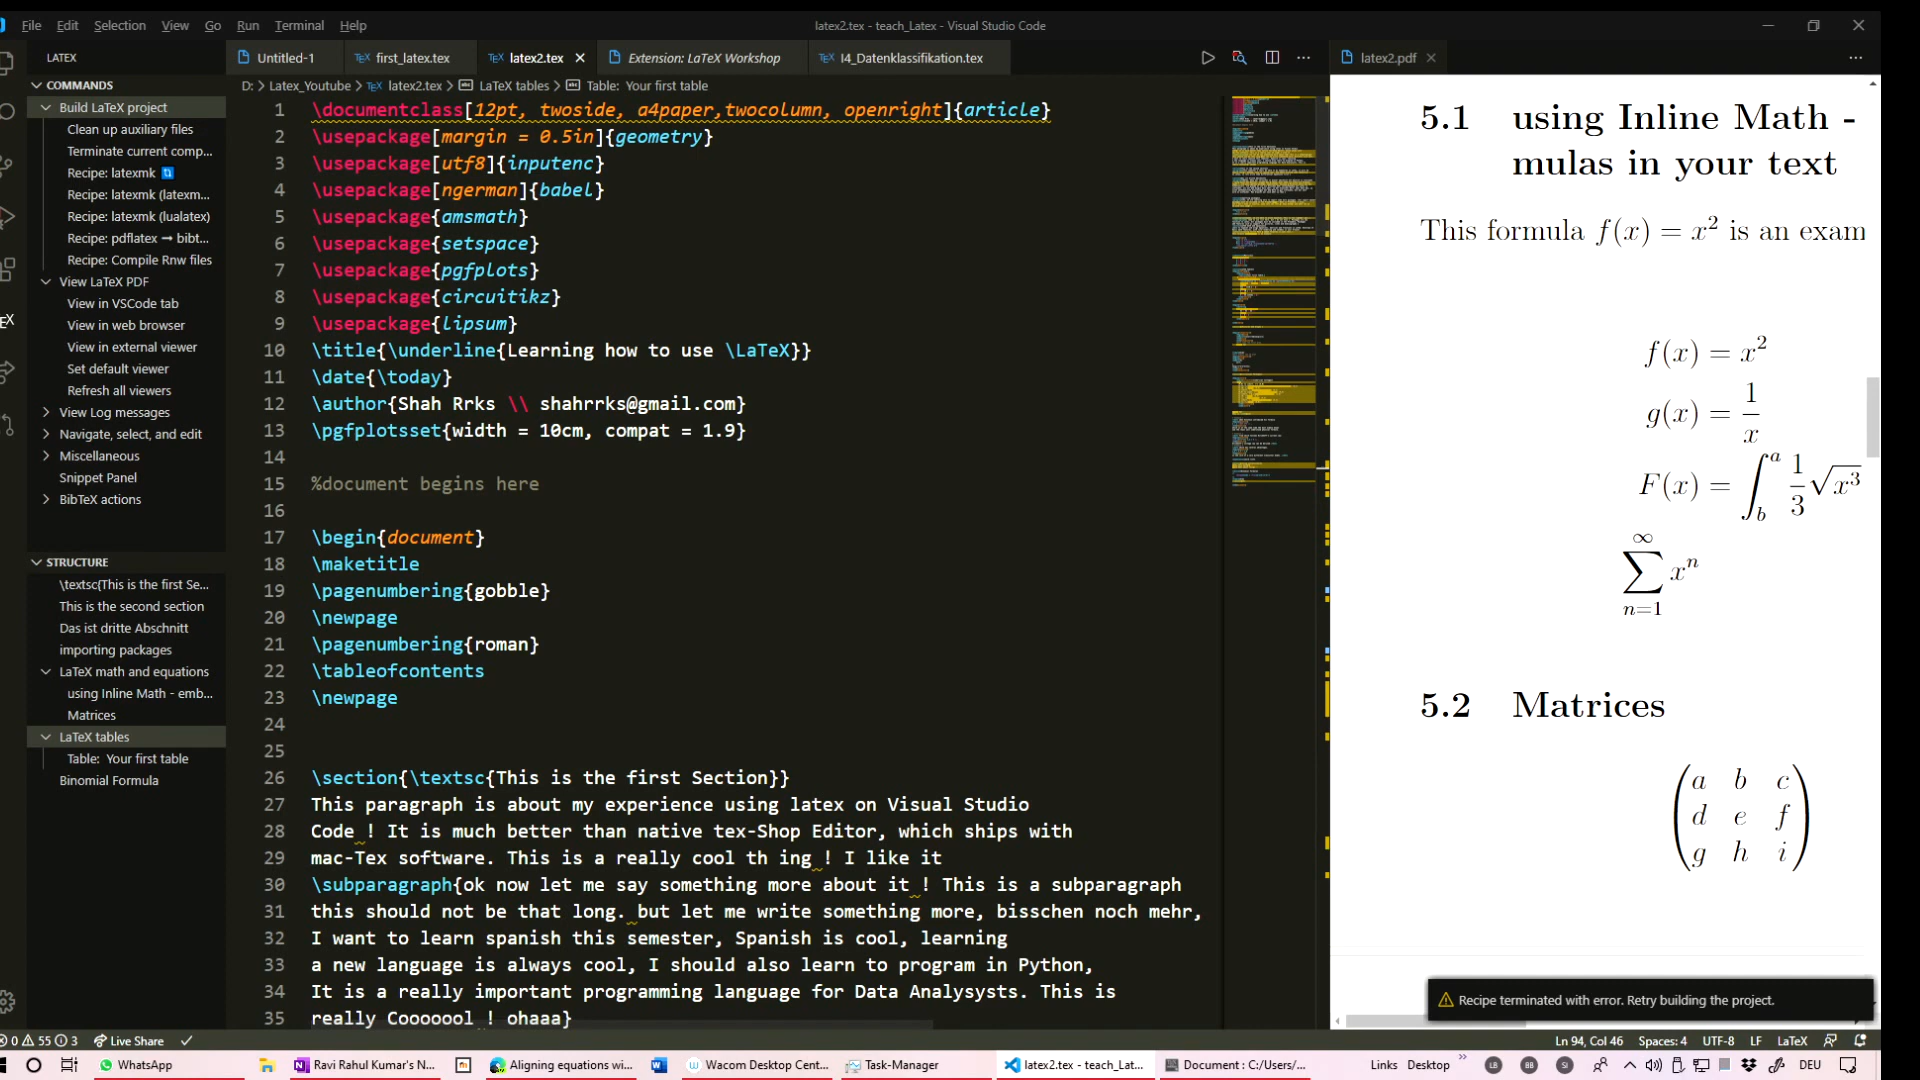 File Edit Selection View Go Run Terminal Help
latex2.tex - teach_Latex - Visual Studio Code
LATEX
COMMANDS
Build LaTeX project
Clean up auxiliary files
Terminate current comp...
Recipe: latexmk
Recipe: latexmk (latexm...
Recipe: latexmk (lualatex)
Recipe: pdflatex → bibt...
Recipe: Compile Rnw files
View LaTeX PDF
View in VSCode tab
View in web browser
View in external viewer
Set default viewer
Refresh all viewers
View Log messages
Navigate, select, and edit
Miscellaneous
Snippet Panel
BibTeX actions
STRUCTURE
\textsc{This is the first Se...
This is the second section
Das ist dritte Abschnitt
importing packages
LaTeX math and equations
using Inline Math - emb...
Matrices
LaTeX tables
Table: Your first table
Binomial Formula
Untitled-1 first_latex.tex latex2.tex Extension: LaTeX Workshop I4_Datenklassifikation.tex
D: > Latex_Youtube > latex2.tex > LaTeX tables > Table: Your first table
1 \documentclass[12pt, twoside, a4paper,twocolumn, openright]{article}
2 \usepackage[margin = 0.5in]{geometry}
3 \usepackage[utf8]{inputenc}
4 \usepackage[ngerman]{babel}
5 \usepackage{amsmath}
6 \usepackage{setspace}
7 \usepackage{pgfplots}
8 \usepackage{circuitikz}
9 \usepackage{lipsum}
10 \title{\underline{Learning how to use \LaTeX}}
11 \date{\today}
12 \author{Shah Rrks \\ shahrrks@gmail.com}
13 \pgfplotsset{width = 10cm, compat = 1.9}
14
15 %document begins here
16
17 \begin{document}
18 \maketitle
19 \pagenumbering{gobble}
20 \newpage
21 \pagenumbering{roman}
22 \tableofcontents
23 \newpage
24
25
26 \section{\textsc{This is the first Section}}
27 This paragraph is about my experience using latex on Visual Studio
28 Code ! It is much better than native tex-Shop Editor, which ships with
29 mac-Tex software. This is a really cool th ing ! I like it
30 \subparagraph{ok now let me say something more about it ! This is a subparagraph
31 this should not be that long. but let me write something more, bisschen noch mehr,
32 I want to learn spanish this semester, Spanish is cool, learning
33 a new language is always cool, I should also learn to program in Python,
34 It is a really important programming language for Data Analysysts. This is
35 really Cooooool ! ohaaa}
latex2.pdf
5.1 using Inline Math -
mulas in your text
This formula f(x) = x² is an exam
f(x) = x²
g(x) = 1/x
F(x) = ∫_b^a 1/3 √x³
∑_{n=1}^∞ xⁿ
5.2 Matrices
a b c
d e f
g h i
Recipe terminated with error. Retry building the project.
0 55 3 Live Share
Ln 94, Col 46 Spaces: 4 UTF-8 LF LaTeX
WhatsApp Ravi Rahul Kumar's N... Aligning equations wi... Wacom Desktop Cent... Task-Manager latex2.tex - teach_Lat... Document : C:/Users/... Links Desktop DEU